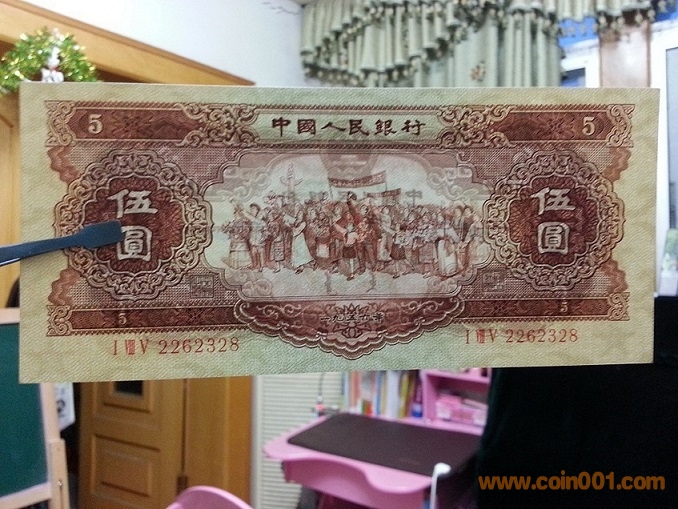 5 中國人民銀行 5
伍圓 伍圓
5 一九五六年 5
I VIII V 2262328 I VIII V 2262328
www.coin001.com